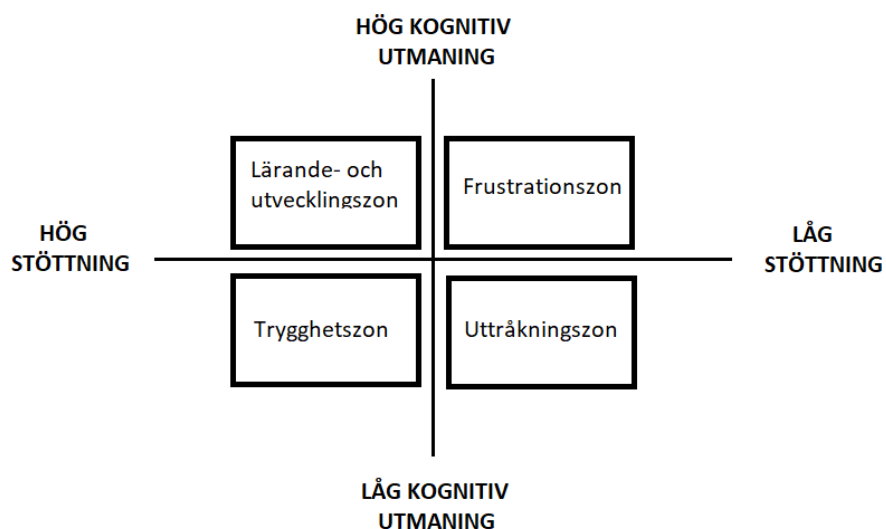 HÖG KOGNITIV
UTMANING
Lärande- och
utvecklingszon
Frustrationszon
HÖG
STÖTTNING
LÅG
STÖTTNING
Trygghetszon
Uttråkningszon
LÅG KOGNITIV
UTMANING